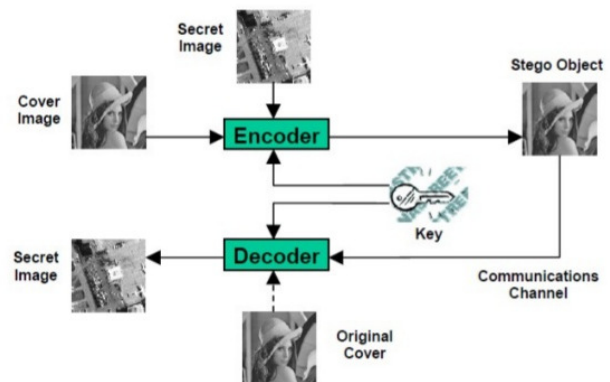 Secret
Image
Stego Object
Cover
Image
Encoder
Key
Secret
Image
Decoder
Communications
Channel
Original
Cover